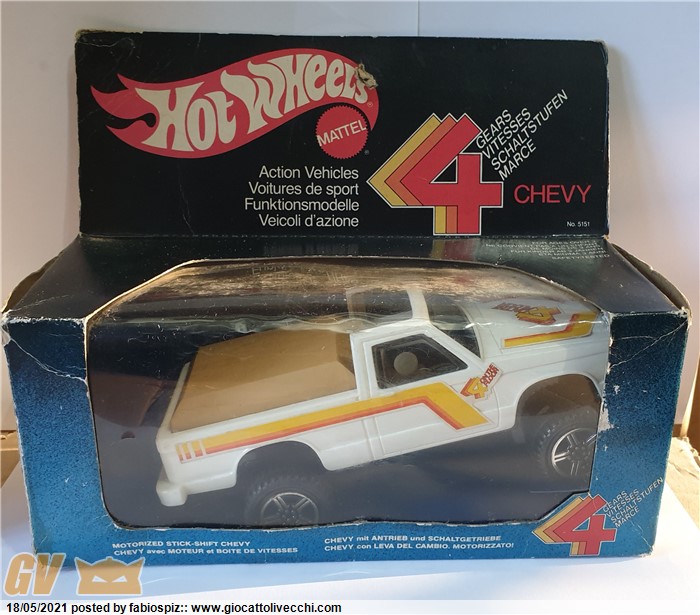 HOT WHEELS
MATTEL
®
Action Vehicles
Voitures de sport
Funktionsmodelle
Veicoli d'azione
4
GEARS
VITESSES
SCHALTSTUFEN
MARCE
CHEVY
No. 5151
4
4
MOTORIZED STICK-SHIFT CHEVY
CHEVY avec MOTEUR et BOITE DE VITESSES
CHEVY mit ANTRIEB und SCHALTGETRIEBE
CHEVY con LEVA DEL CAMBIO. MOTORIZZATO!
4
GEARS
VITESSES
SCHALTSTUFEN
MARCE
GV
18/05/2021 posted by fabiospiz:: www.giocattolivecchi.com